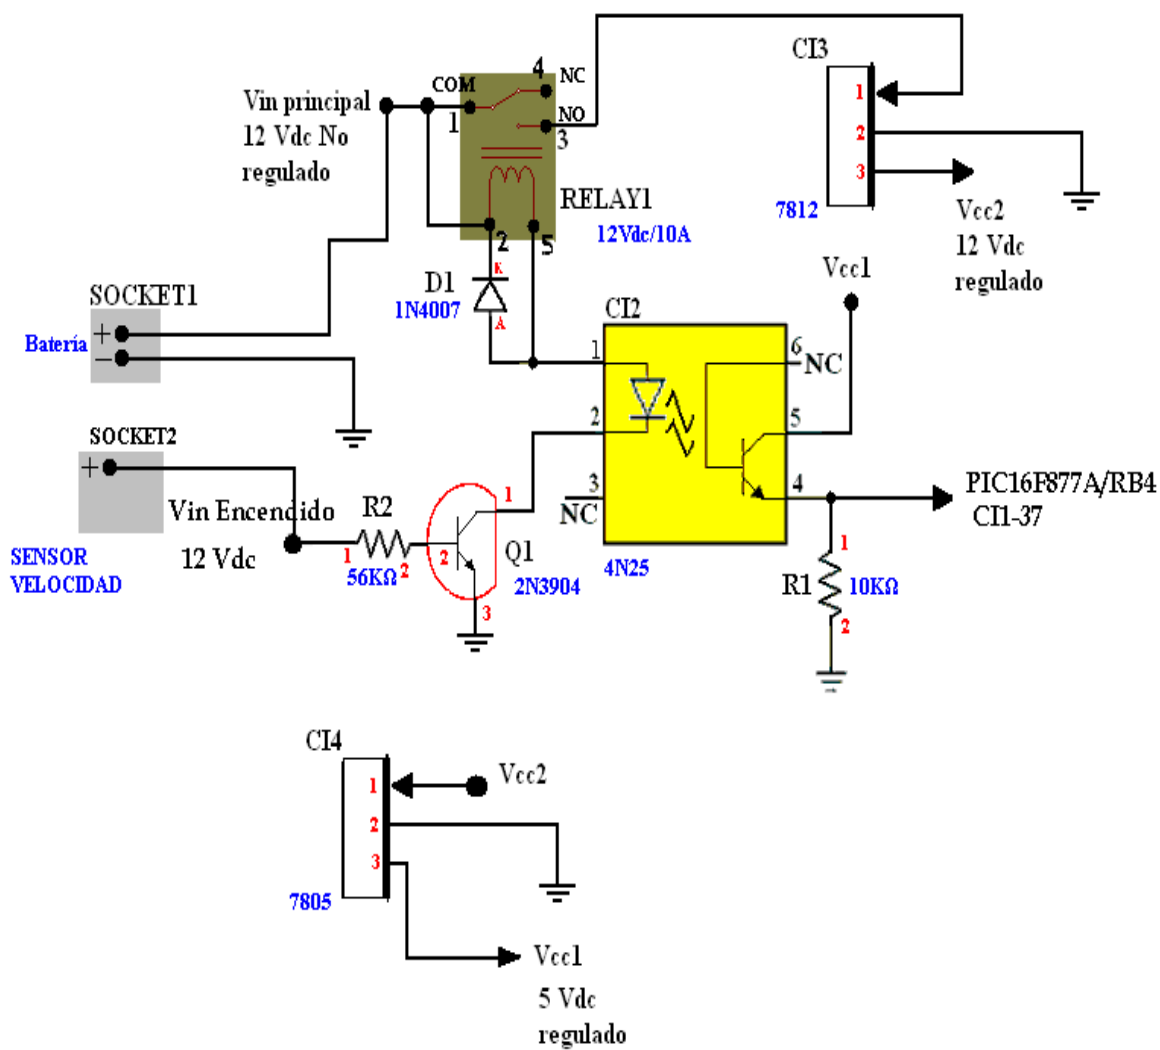 CI3
4
NC
COM
Vin principal
12 Vdc No
regulado
1
NO
3
1
2
3
RELAY1
7812
12Vdc/10A
Vcc2
12 Vdc
regulado
2
5
K
D1
1N4007
A
Vcc1
SOCKET1
+
Batería
−
CI2
1
6
NC
2
5
SOCKET2
+
3
NC
4
PIC16F877A/RB4
CI1-37
Vin Encendido
12 Vdc
R2
1
56KΩ
2
1
2
Q1
2N3904
3
SENSOR
VELOCIDAD
4N25
1
R1
10KΩ
2
CI4
1
Vcc2
2
3
7805
Vcc1
5 Vdc
regulado